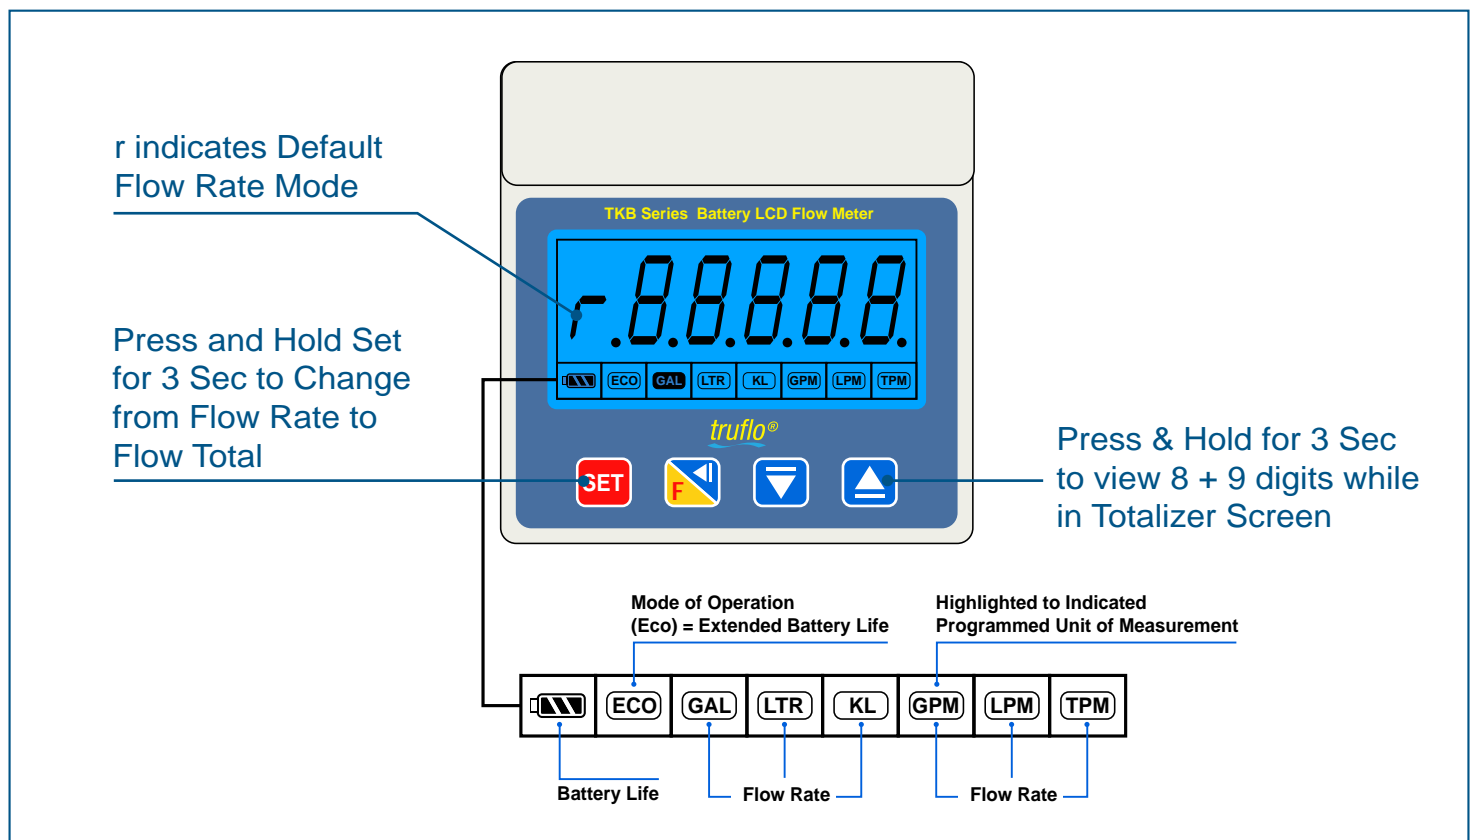 r indicates Default
Flow Rate Mode
Press and Hold Set
for 3 Sec to Change
from Flow Rate to
Flow Total
TKB Series Battery LCD Flow Meter
r.8.8.8.8.8.
ECO GAL LTR KL GPM LPM TPM
truflo®
SET F
Press & Hold for 3 Sec
to view 8 + 9 digits while
in Totalizer Screen
Mode of Operation
(Eco) = Extended Battery Life
Highlighted to Indicated
Programmed Unit of Measurement
ECO GAL LTR KL GPM LPM TPM
Battery Life
Flow Rate
Flow Rate